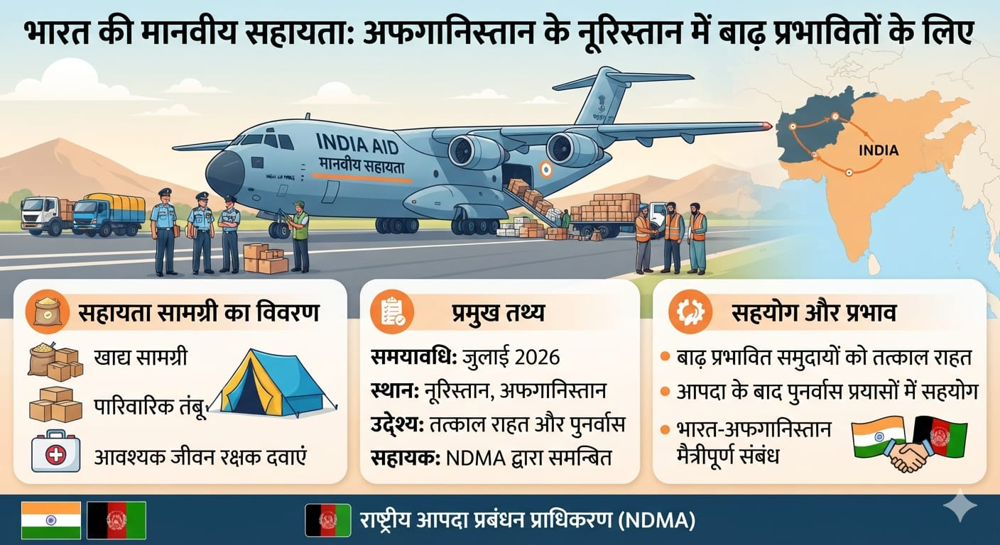 भारत की मानवीय सहायता: अफगानिस्तान के नूरिस्तान में बाढ़ प्रभावितों के लिए
INDIA AID
मानवीय सहायता
INDIA
सहायता सामग्री का विवरण
खाद्य सामग्री
पारिवारिक तंबू
आवश्यक जीवन रक्षक दवाएं
प्रमुख तथ्य
समयावधि: जुलाई 2026
स्थान: नूरिस्तान, अफगानिस्तान
उद्देश्य: तत्काल राहत और पुनर्वास
सहायक: NDMA द्वारा समन्बित
सहयोग और प्रभाव
बाढ़ प्रभावित समुदायों को तत्काल राहत
आपदा के बाद पुनर्वास प्रयासों में सहयोग
भारत-अफगानिस्तान
मैत्रीपूर्ण संबंध
राष्ट्रीय आपदा प्रबंधन प्राधिकरण (NDMA)